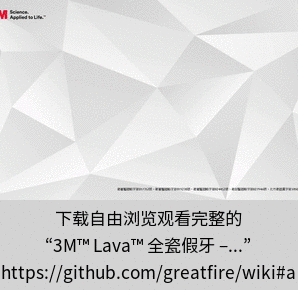 3M Science.
Applied to Life.™
下载自由浏览观看完整的
“3M™ Lava™ 全瓷假牙 –...”
https://github.com/greatfire/wiki#a